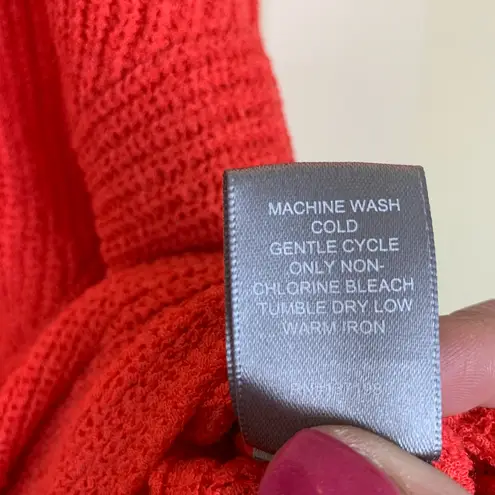 MACHINE WASH
COLD
GENTLE CYCLE
ONLY NON-
CHLORINE BLEACH
TUMBLE DRY LOW
WARM IRON